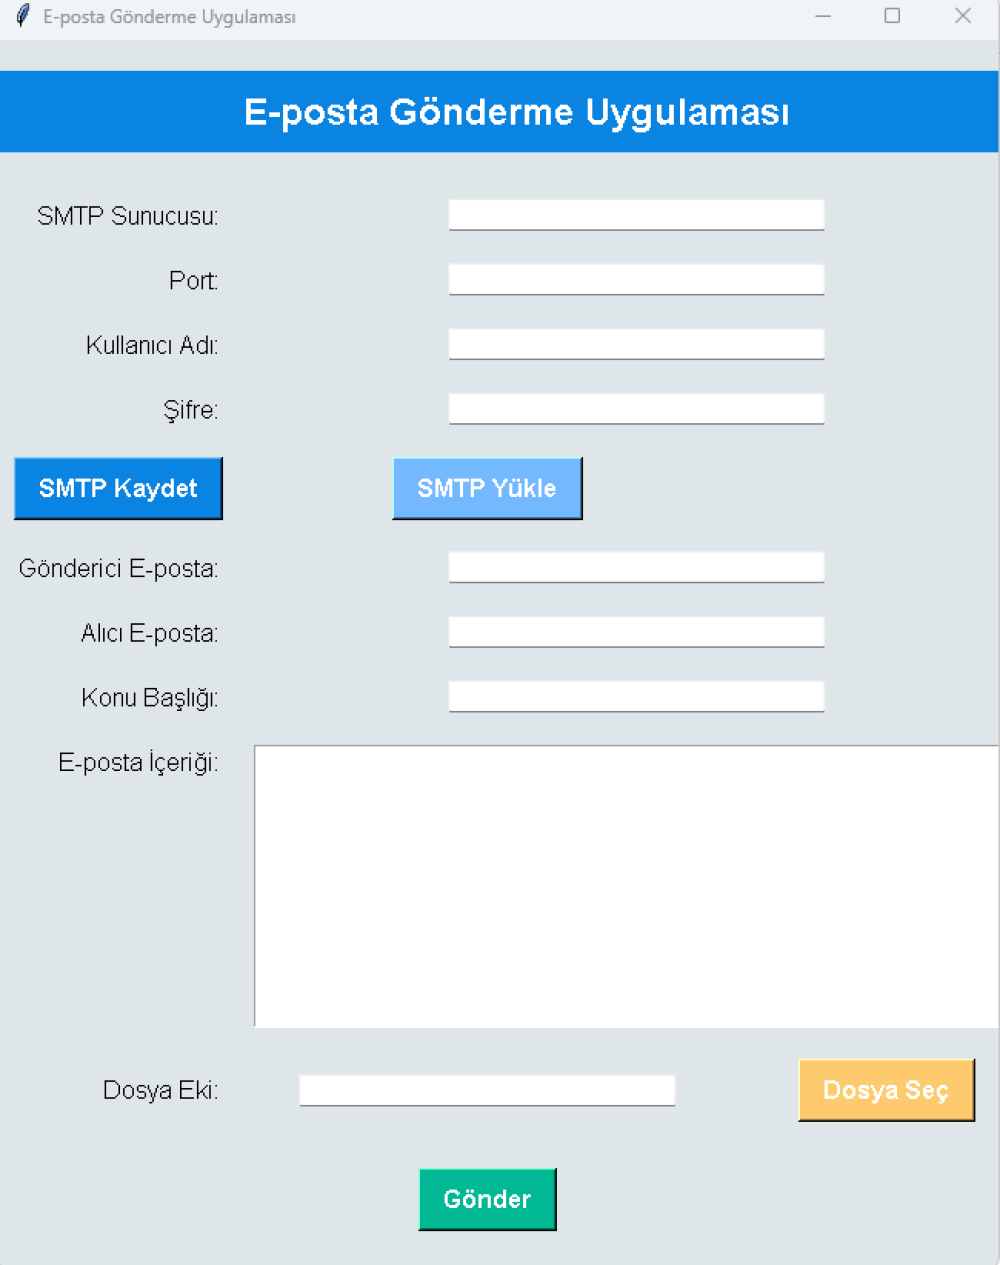 E-posta Gönderme Uygulaması
E-posta Gönderme Uygulaması
SMTP Sunucusu:
Port:
Kullanıcı Adı:
Şifre:
SMTP Kaydet SMTP Yükle
Gönderici E-posta:
Alıcı E-posta:
Konu Başlığı:
E-posta İçeriği:
Dosya Eki: Dosya Seç
Gönder